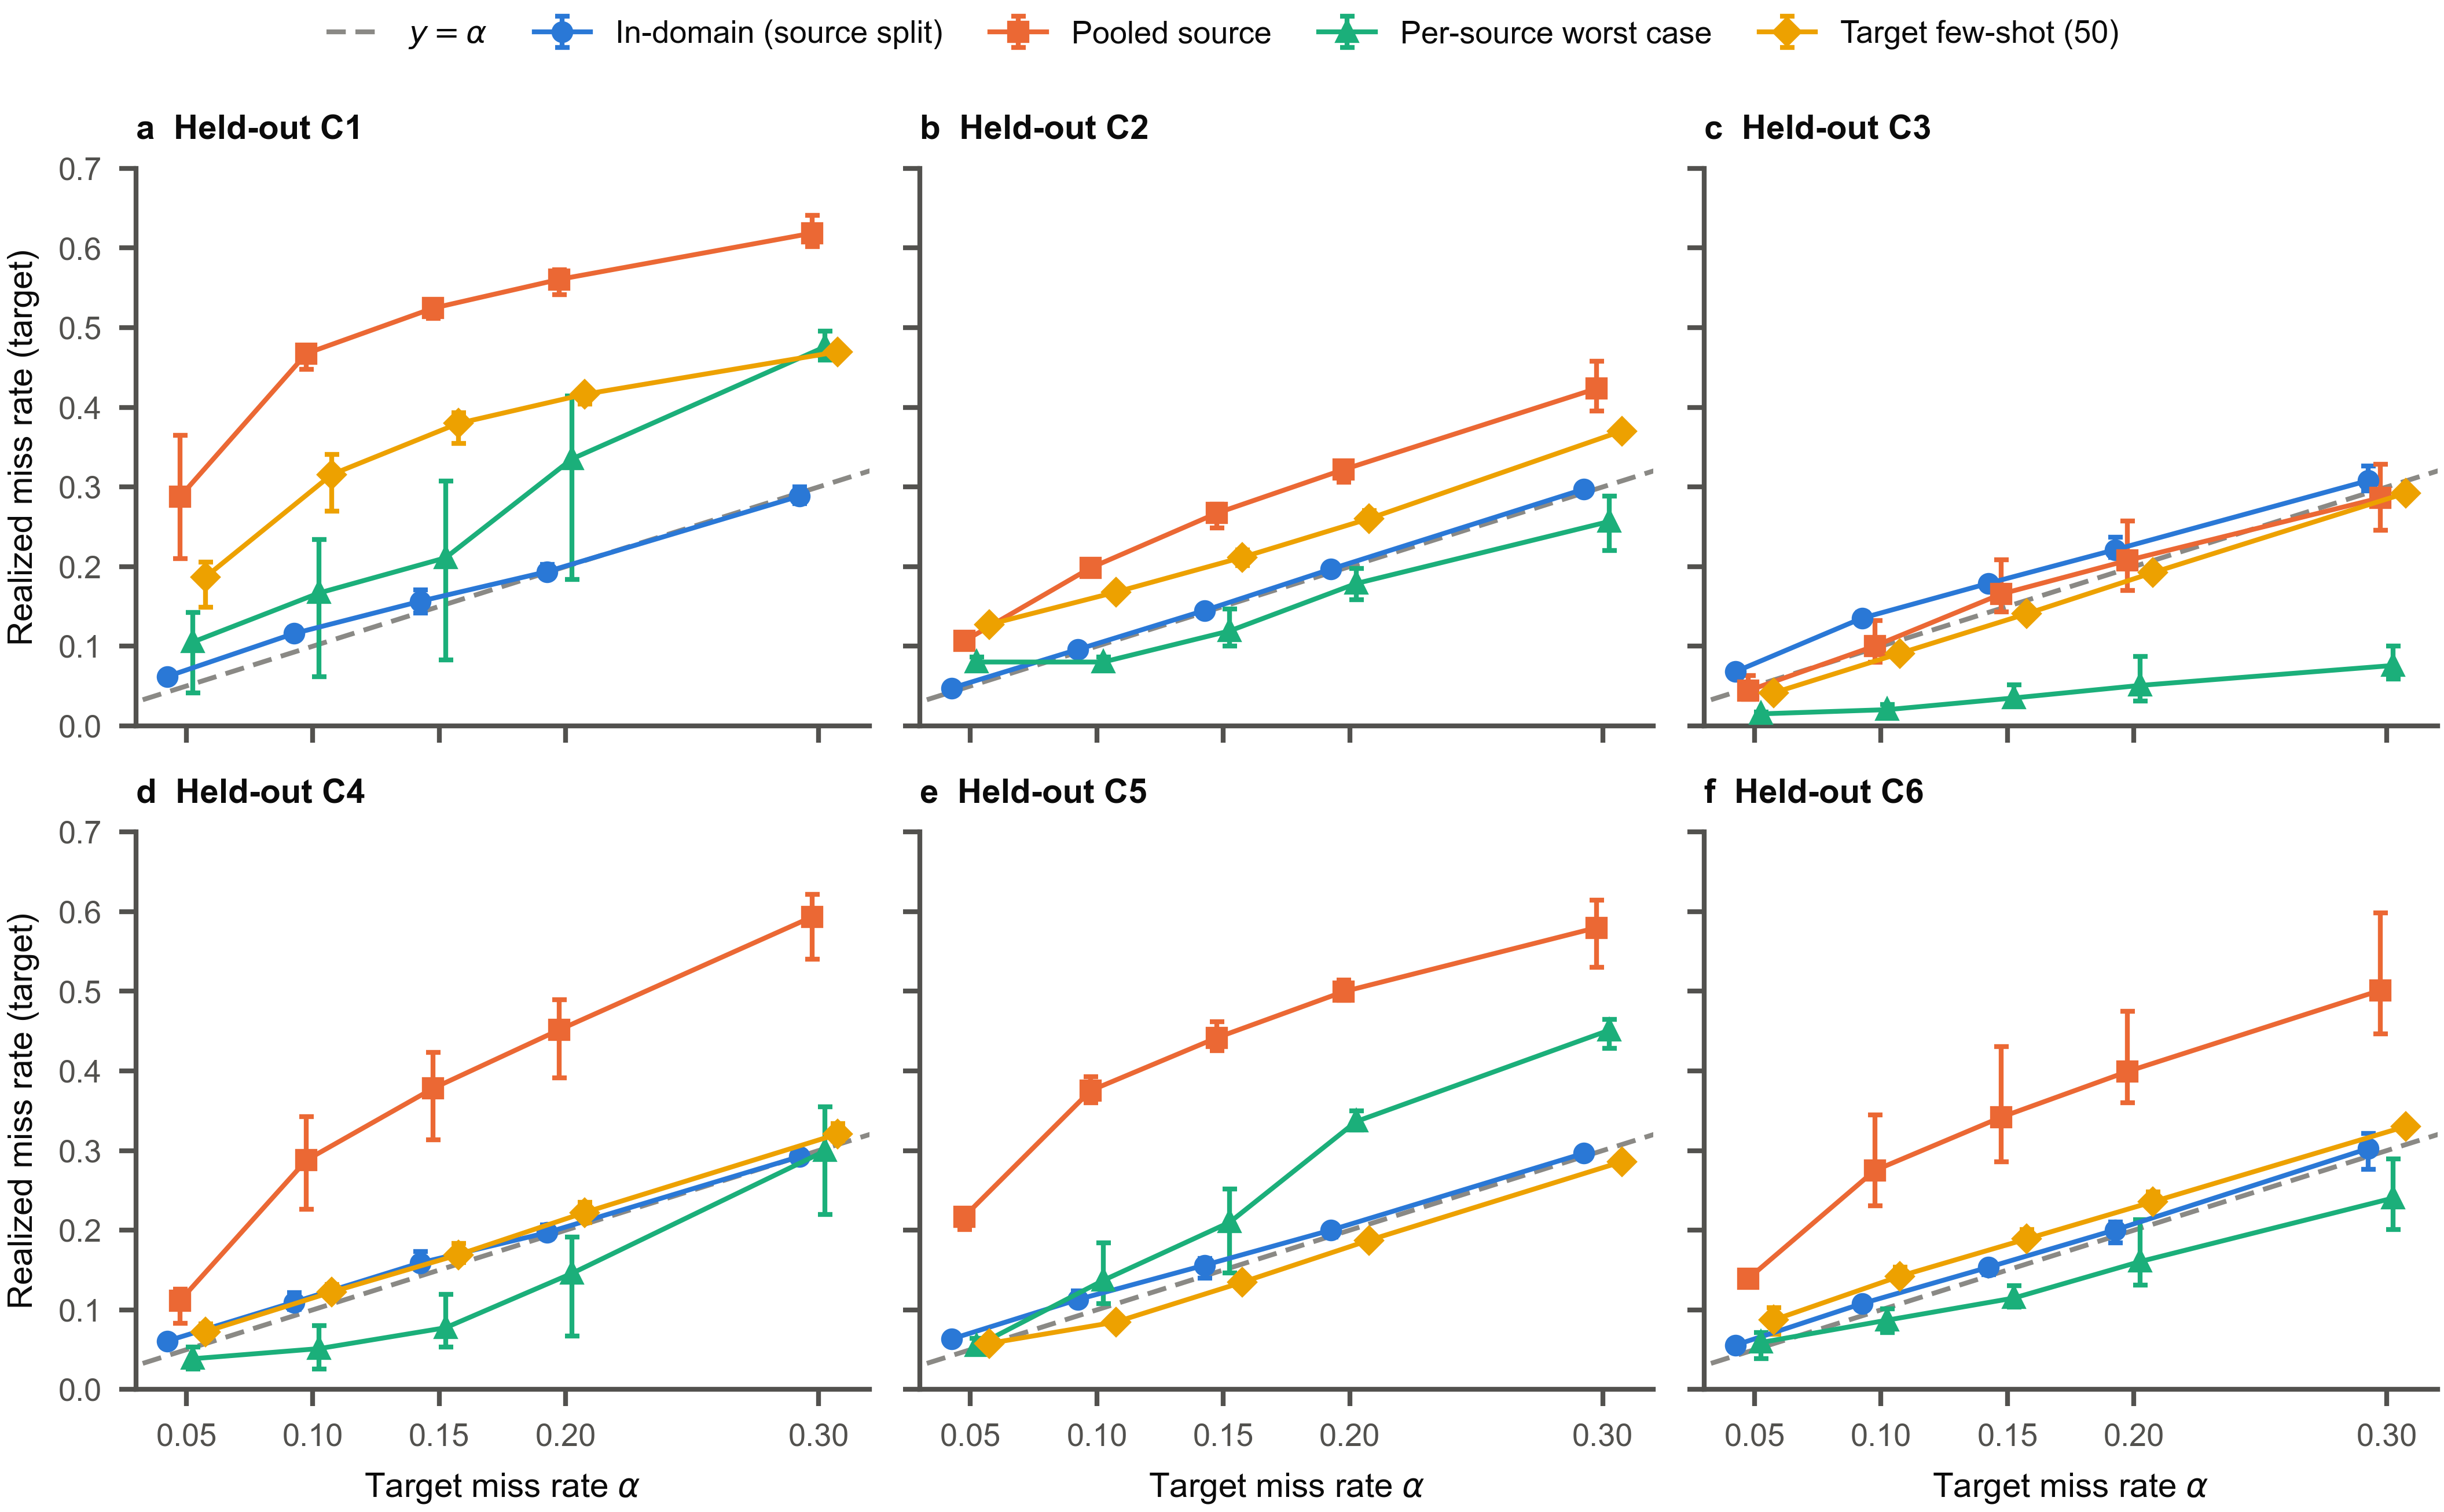 y = α In-domain (source split) Pooled source Per-source worst case Target few-shot (50)
a Held-out C1 b Held-out C2 c Held-out C3
0.7
0.6
0.5
0.4
0.3
0.2
0.1
0.0
Realized miss rate (target)
d Held-out C4 e Held-out C5 f Held-out C6
0.7
0.6
0.5
0.4
0.3
0.2
0.1
0.0
Realized miss rate (target)
0.05 0.10 0.15 0.20 0.30 0.05 0.10 0.15 0.20 0.30 0.05 0.10 0.15 0.20 0.30
Target miss rate α Target miss rate α Target miss rate α